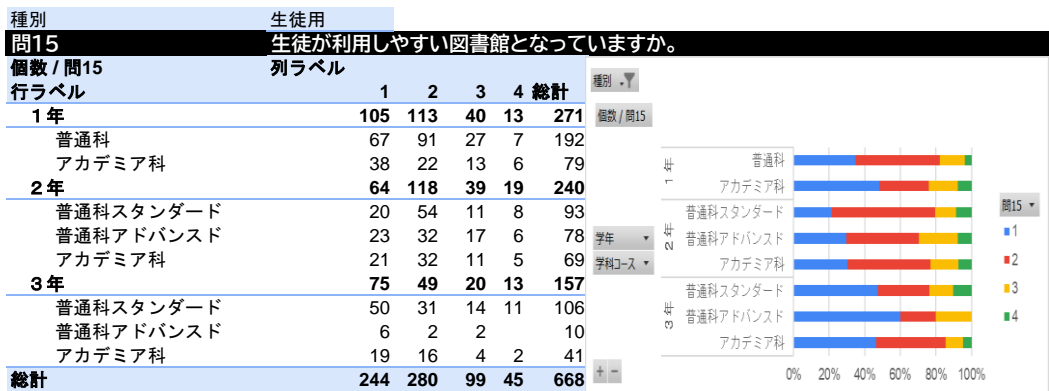 種別 生徒用
問15 生徒が利用しやすい図書館となっていますか。
個数 / 問15 列ラベル
行ラベル 1 2 3 4 総計
１年 105 113 40 13 271
普通科 67 91 27 7 192
アカデミア科 38 22 13 6 79
２年 64 118 39 19 240
普通科スタンダード 20 54 11 8 93
普通科アドバンスド 23 32 17 6 78
アカデミア科 21 32 11 5 69
３年 75 49 20 13 157
普通科スタンダード 50 31 14 11 106
普通科アドバンスド 6 2 2 10
アカデミア科 19 16 4 2 41
総計 244 280 99 45 668
種別
個数 / 問15
学年
学科コース
１年
普通科
アカデミア科
２年
普通科スタンダード
普通科アドバンスド
アカデミア科
３年
普通科スタンダード
普通科アドバンスド
アカデミア科
0% 20% 40% 60% 80% 100%
問15
1
2
3
4
+ -